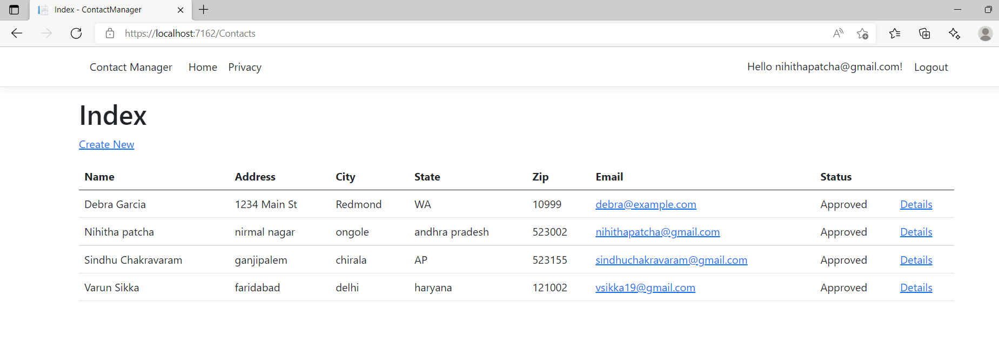 Index - ContactManager
https://localhost:7162/Contacts
Contact Manager Home Privacy Hello nihithapatcha@gmail.com! Logout
Index
Create New
Name Address City State Zip Email Status
Debra Garcia 1234 Main St Redmond WA 10999 debra@example.com Approved Details
Nihitha patcha nirmal nagar ongole andhra pradesh 523002 nihithapatcha@gmail.com Approved Details
Sindhu Chakravaram ganjipalem chirala AP 523155 sindhuchakravaram@gmail.com Approved Details
Varun Sikka faridabad delhi haryana 121002 vsikka19@gmail.com Approved Details